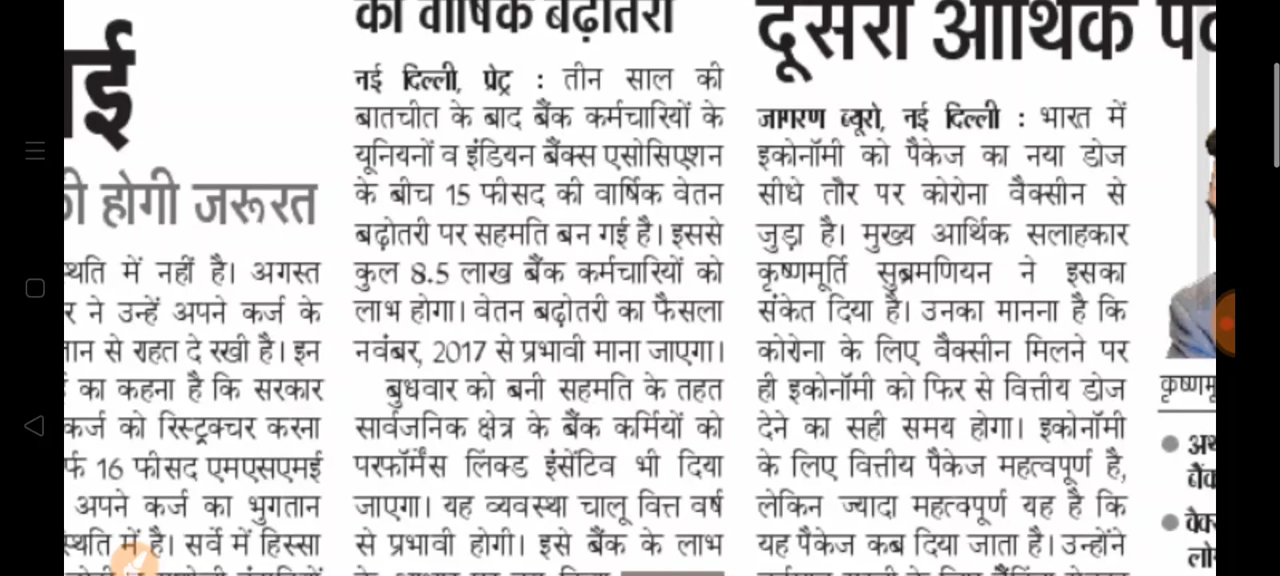 ई
की होगी जरूरत
स्थति में नहीं है। अगस्त
र ने उन्हें अपने कर्ज के
तान से राहत दे रखी है। इन
का कहना है कि सरकार
कर्ज को रिस्ट्रक्चर करना
र्फ 16 फीसद एमएसएमई
अपने कर्ज का भुगतान
स्थति में है। सर्वे में हिस्सा
की वार्षिक बढ़ोतरी
नई दिल्ली, प्रेट्र : तीन साल की
बातचीत के बाद बैंक कर्मचारियों के
यूनियनों व इंडियन बैंक्स एसोसिएशन
के बीच 15 फीसद की वार्षिक वेतन
बढ़ोतरी पर सहमति बन गई है। इससे
कुल 8.5 लाख बैंक कर्मचारियों को
लाभ होगा। वेतन बढ़ोतरी का फैसला
नवंबर, 2017 से प्रभावी माना जाएगा।
बुधवार को बनी सहमति के तहत
सार्वजनिक क्षेत्र के बैंक कर्मियों को
परफॉर्मेंस लिंक्ड इंसेंटिव भी दिया
जाएगा। यह व्यवस्था चालू वित्त वर्ष
से प्रभावी होगी। इसे बैंक के लाभ
दूसरा आर्थिक
जागरण ब्यूरो, नई दिल्ली : भारत में
इकोनॉमी को पैकेज का नया डोज
सीधे तौर पर कोरोना वैक्सीन से
जुड़ा है। मुख्य आर्थिक सलाहकार
कृष्णमूर्ति सुब्रमणियन ने इसका
संकेत दिया है। उनका मानना है कि
कोरोना के लिए वैक्सीन मिलने पर
ही इकोनॉमी को फिर से वित्तीय डोज
देने का सही समय होगा। इकोनॉमी
के लिए वित्तीय पैकेज महत्वपूर्ण है,
लेकिन ज्यादा महत्वपूर्ण यह है कि
यह पैकेज कब दिया जाता है। उन्होंने
कृष्णमू
अथ
बैंक
वैक्स
लो